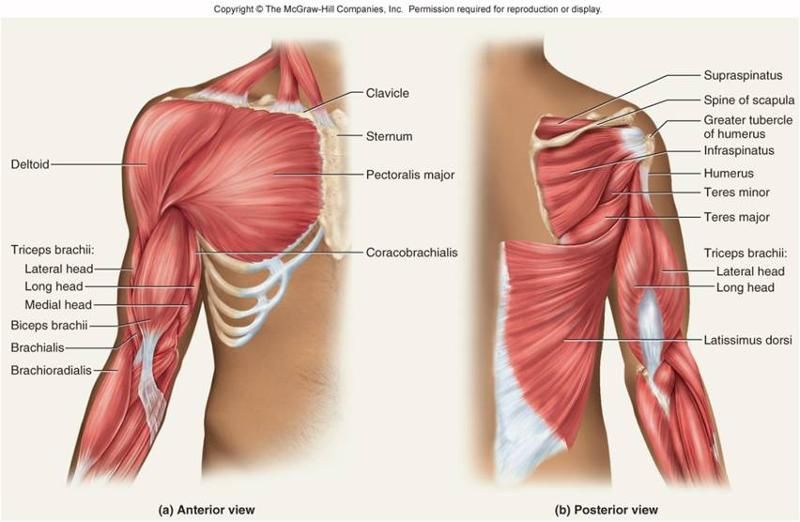 Copyright © The McGraw-Hill Companies, Inc. Permission required for reproduction or display.
Clavicle
Sternum
Deltoid
Pectoralis major
Triceps brachii:
Lateral head
Long head
Medial head
Biceps brachii
Brachialis
Brachioradialis
Coracobrachialis
(a) Anterior view
Supraspinatus
Spine of scapula
Greater tubercle
of humerus
Infraspinatus
Humerus
Teres minor
Teres major
Triceps brachii:
Lateral head
Long head
Latissimus dorsi
(b) Posterior view